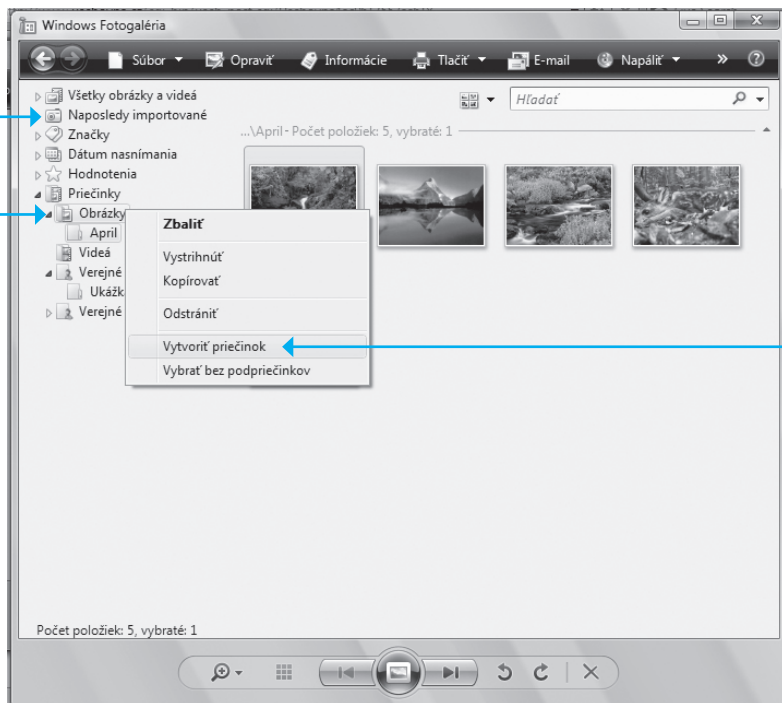 Windows Fotogaléria
Súbor Opraviť Informácie Tlačiť E-mail Napáliť »
Všetky obrázky a videá
Naposledy importované
Značky
Dátum nasnímania
Hodnotenia
Priečinky
Obrázky
April
Videá
Verejné
Ukážk
Verejné
Hľadať
...\April - Počet položiek: 5, vybraté: 1
Zbaliť
Vystrihnúť
Kopírovať
Odstrániť
Vytvoriť priečinok
Vybrať bez podpriečinkov
Počet položiek: 5, vybraté: 1